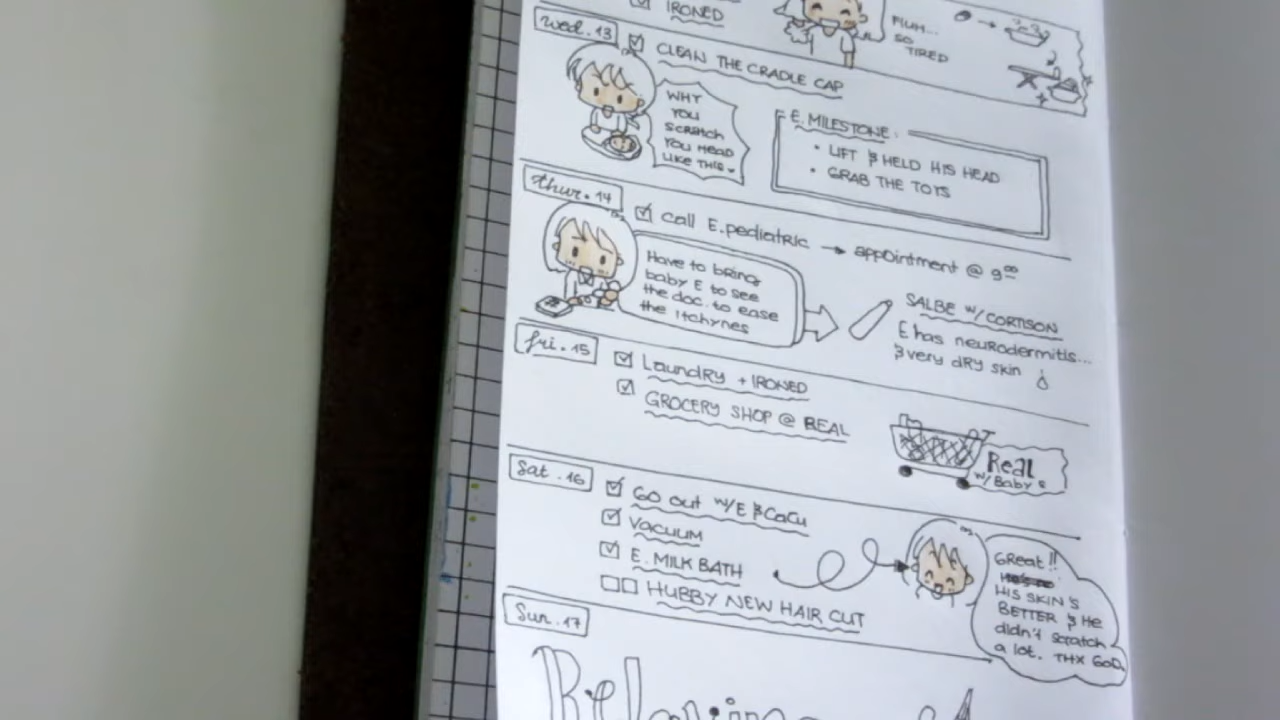 IRONED
PIUH...
SO
TIRED
Wed. 13
CLEAN THE CRADLE CAP
WHY
YOU
SCRATCH
YOU HEAD
LIKE THIS
E. MILESTONE:
• LIFT & HELD HIS HEAD
• GRAB THE TOYS
Thur. 14
Call E. pediatric → appointment @ 9⁰⁰
Have to bring
baby E to see
the doc. to ease
the Itchynes
SALBE W/ CORTISON
E has neurodermitis...
& very dry skin
Fri. 15
Laundry + IRONED
GROCERY SHOP @ REAL
Real
w/ Baby
Sat. 16
Go out w/E & CaCu
Vacuum
E. MILK BATH
HUBBY NEW HAIR CUT
Great!!
HIS SKIN'S
BETTER & He
didn't scratch
a lot. THX GOD.
Sun. 17